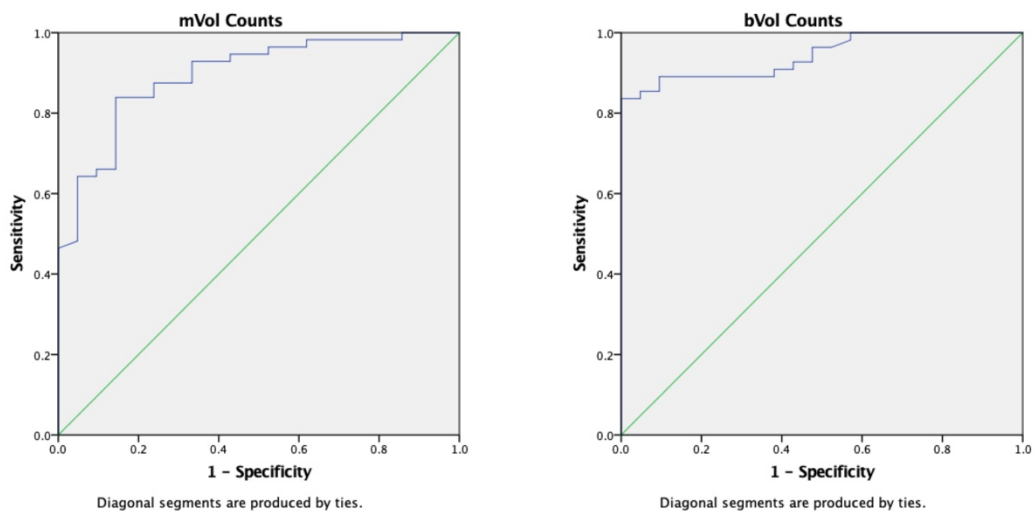 mVol Counts
1.0
0.8
0.6
0.4
0.2
0.0
Sensitivity
0.0 0.2 0.4 0.6 0.8 1.0
1 – Specificity
Diagonal segments are produced by ties.
bVol Counts
1.0
0.8
0.6
0.4
0.2
0.0
Sensitivity
0.0 0.2 0.4 0.6 0.8 1.0
1 – Specificity
Diagonal segments are produced by ties.